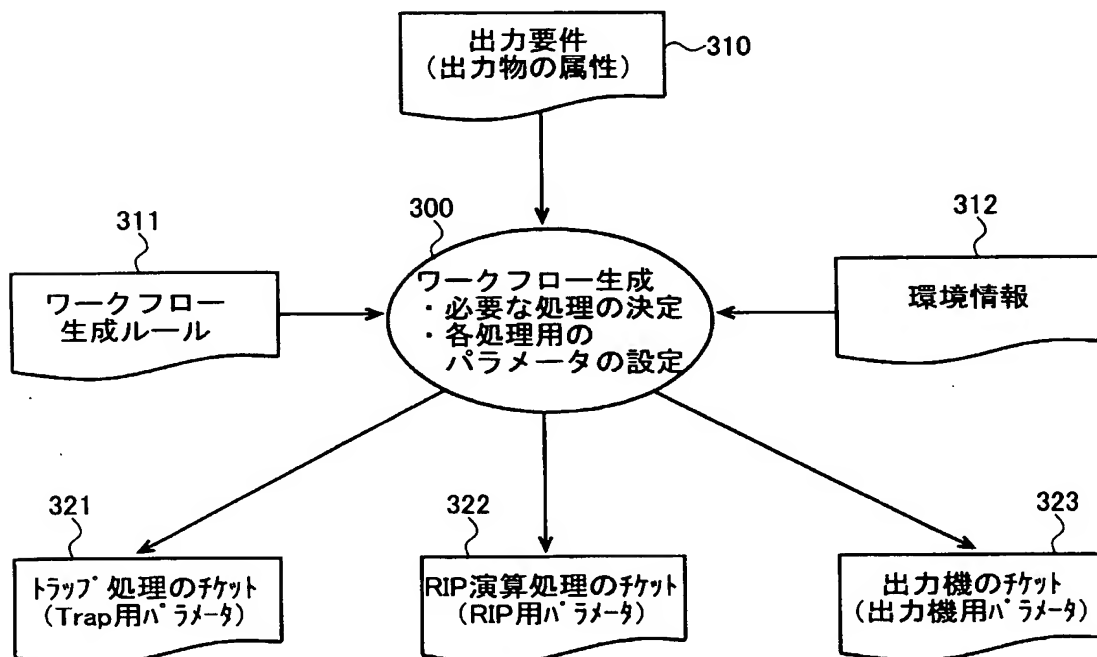 出力要件
(出力物の属性)
310
311
ワークフロー
生成ルール
300
ワークフロー生成
・必要な処理の決定
・各処理用の
パラメータの設定
312
環境情報
321
トラップ処理のチケット
(Trap用パラメータ)
322
RIP演算処理のチケット
(RIP用パラメータ)
323
出力機のチケット
(出力機用パラメータ)